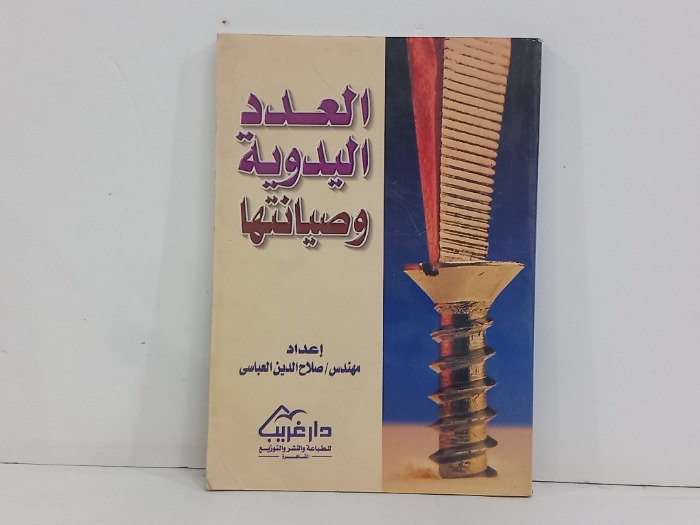 العدد
اليدوية
وصيانتها
إعداد
مهندس/صلاح الدين العباسى
دار غريب
للطباعة والنشر والتوزيع
القاهرة